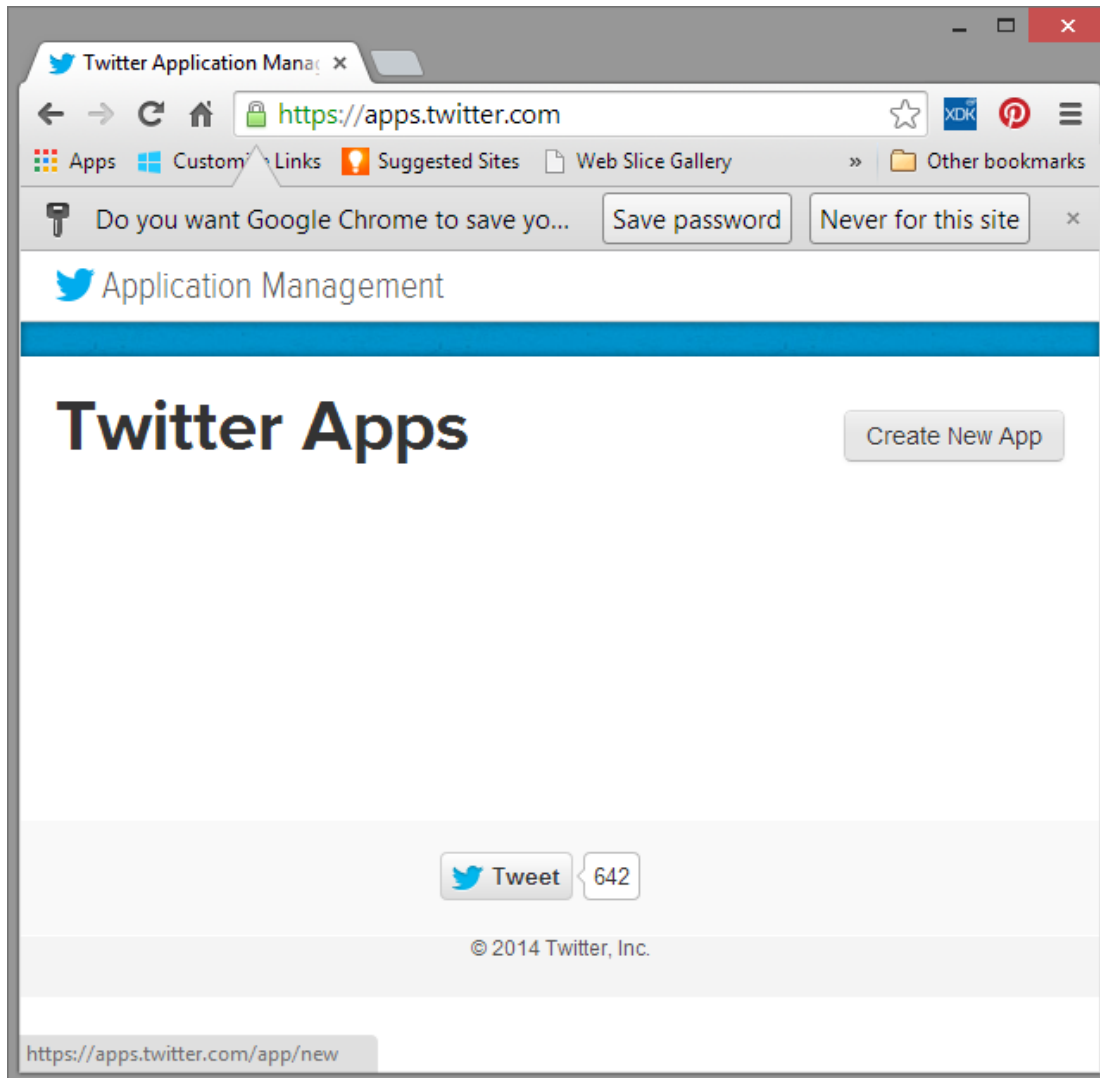 Twitter Application Manag
https://apps.twitter.com
XDK
Apps Links Suggested Sites Web Slice Gallery » Other bookmarks
Do you want Google Chrome to save yo... Save password Never for this site
Application Management
Twitter Apps
Create New App
Tweet 642
© 2014 Twitter, Inc.
https://apps.twitter.com/app/new